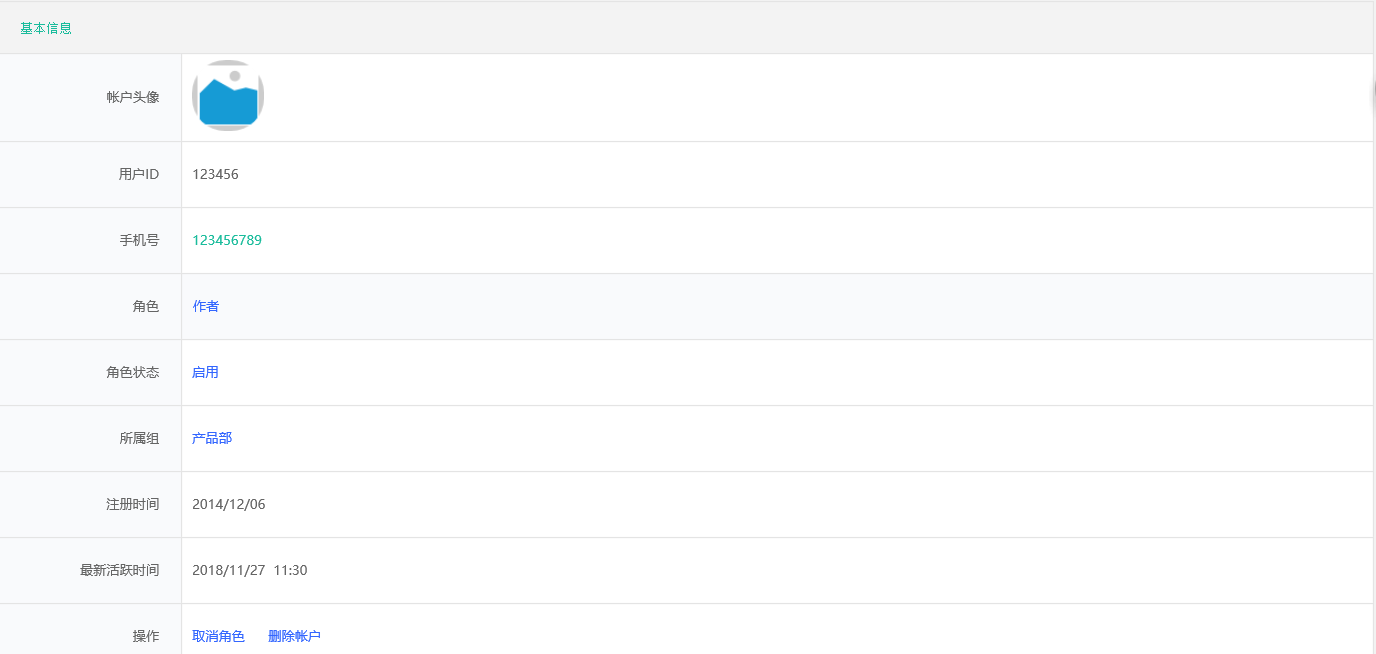 基本信息
帐户头像
用户ID 123456
手机号 123456789
角色 作者
角色状态 启用
所属组 产品部
注册时间 2014/12/06
最新活跃时间 2018/11/27 11:30
操作 取消角色 删除帐户